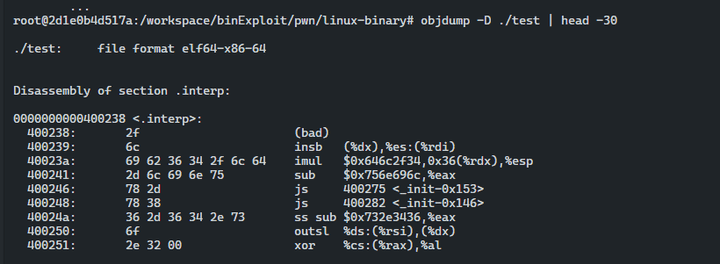 ...
root@2d1e0b4d517a:/workspace/binExploit/pwn/linux-binary# objdump -D ./test | head -30
./test:     file format elf64-x86-64
Disassembly of section .interp:
0000000000400238 <.interp>:
  400238:       2f                      (bad)
  400239:       6c                      insb   (%dx),%es:(%rdi)
  40023a:       69 62 36 34 2f 6c 64    imul   $0x646c2f34,0x36(%rdx),%esp
  400241:       2d 6c 69 6e 75          sub    $0x756e696c,%eax
  400246:       78 2d                   js     400275 <_init-0x153>
  400248:       78 38                   js     400282 <_init-0x146>
  40024a:       36 2d 36 34 2e 73       ss sub $0x732e3436,%eax
  400250:       6f                      outsl  %ds:(%rsi),(%dx)
  400251:       2e 32 00                xor    %cs:(%rax),%al